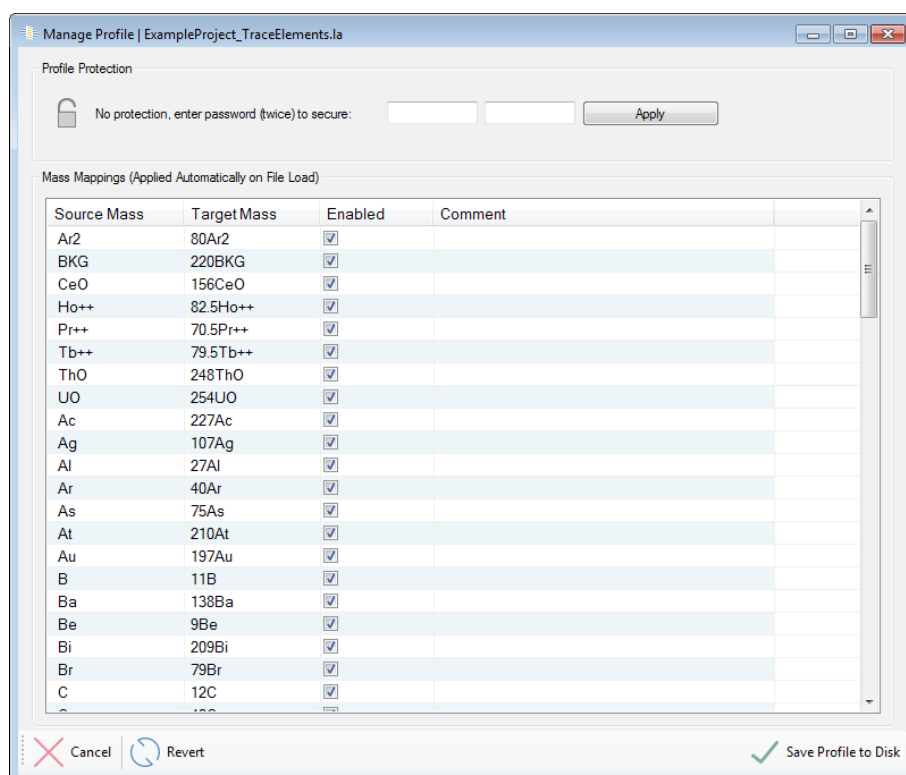 Manage Profile | ExampleProject_TraceElements.la
Profile Protection
No protection, enter password (twice) to secure: Apply
Mass Mappings (Applied Automatically on File Load)
Source Mass Target Mass Enabled Comment
Ar2 80Ar2
BKG 220BKG
CeO 156CeO
Ho++ 82.5Ho++
Pr++ 70.5Pr++
Tb++ 79.5Tb++
ThO 248ThO
UO 254UO
Ac 227Ac
Ag 107Ag
Al 27Al
Ar 40Ar
As 75As
At 210At
Au 197Au
B 11B
Ba 138Ba
Be 9Be
Bi 209Bi
Br 79Br
C 12C
Cancel Revert Save Profile to Disk